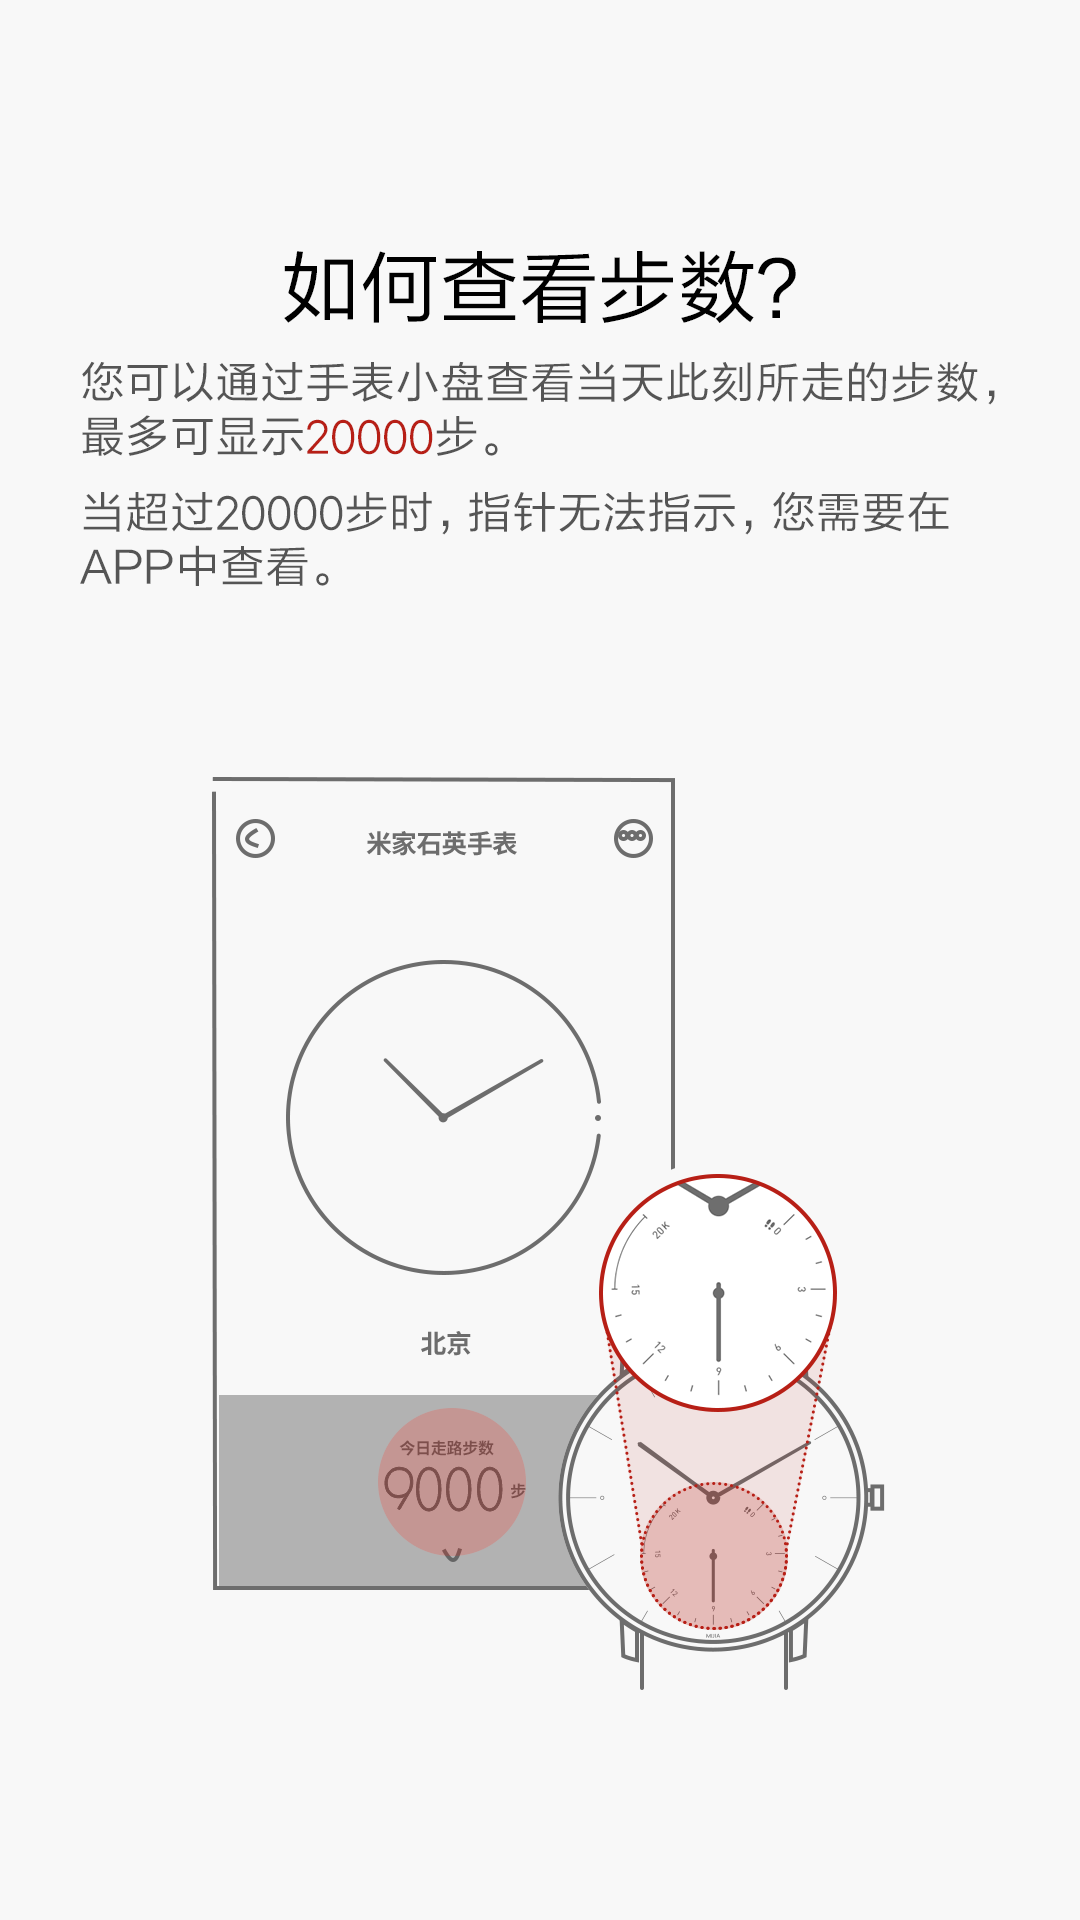 如何查看步数?
您可以通过手表小盘查看当天此刻所走的步数，
最多可显示20000步。
当超过20000步时，指针无法指示，您需要在
APP中查看。
米家石英手表
北京
今日走路步数
9000 步
20K
0
15
3
12
6
9
20K
0
15
3
12
6
9
MIJIA